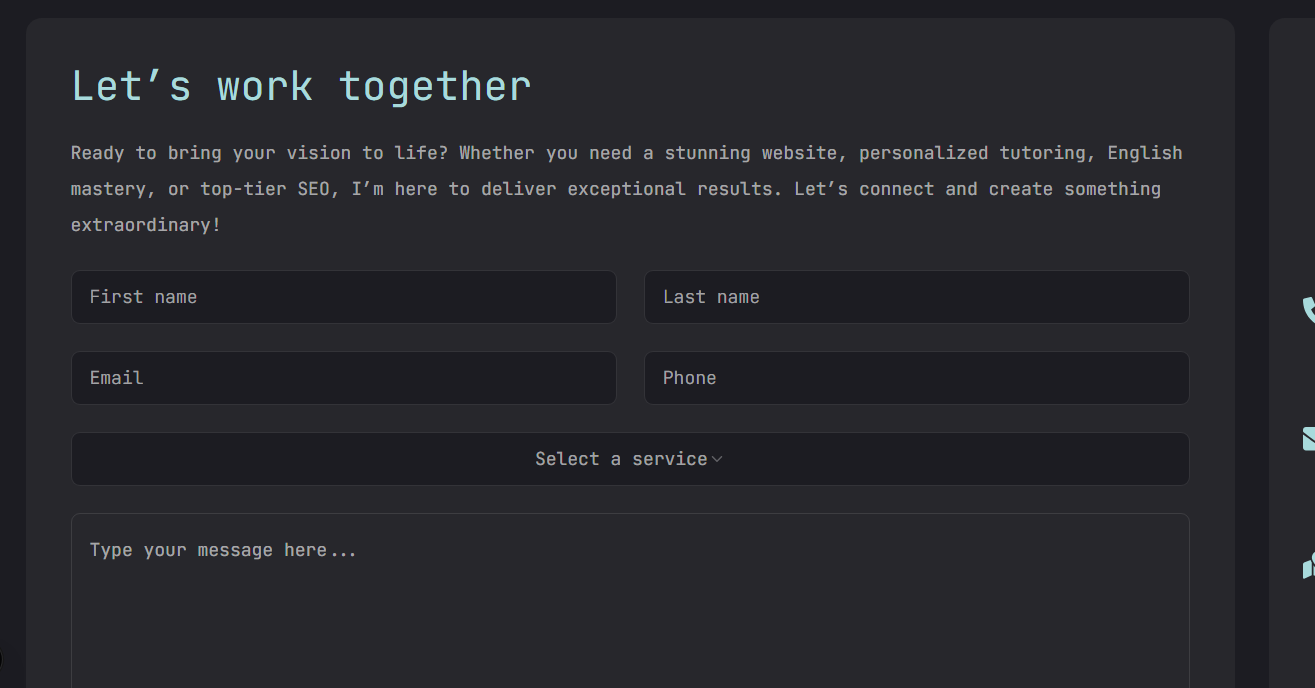 Let’s work together
Ready to bring your vision to life? Whether you need a stunning website, personalized tutoring, English
mastery, or top-tier SEO, I’m here to deliver exceptional results. Let’s connect and create something
extraordinary!
First name
Last name
Email
Phone
Select a service
Type your message here...